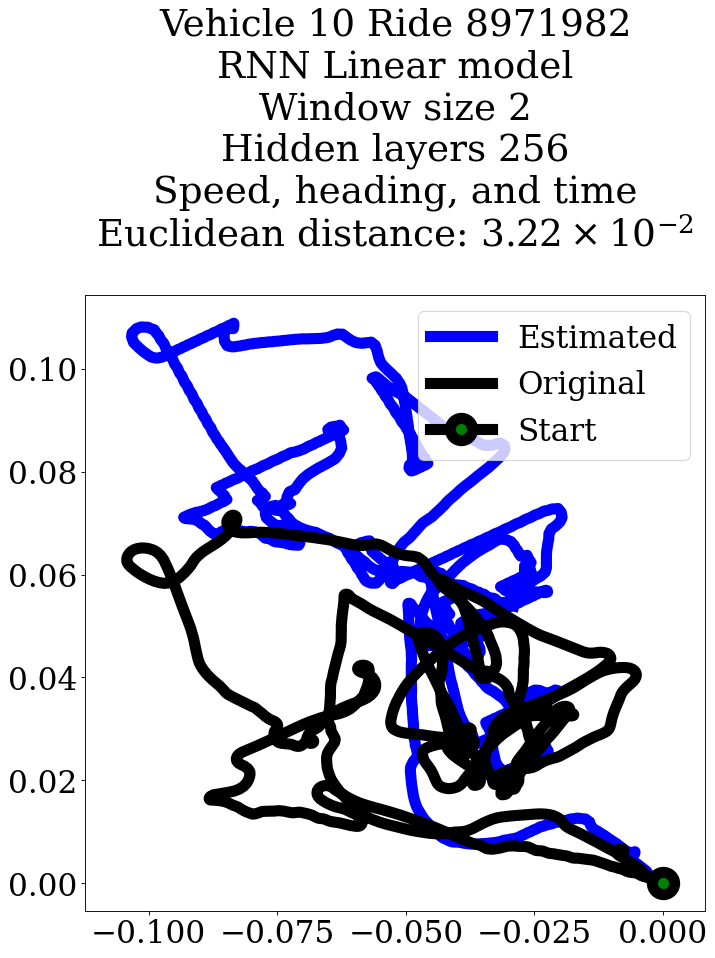 Vehicle 10 Ride 8971982
RNN Linear model
Window size 2
Hidden layers 256
Speed, heading, and time
Euclidean distance: 3.22 × 10⁻²
Estimated
Original
Start
0.10
0.08
0.06
0.04
0.02
0.00
−0.100 −0.075 −0.050 −0.025 0.000